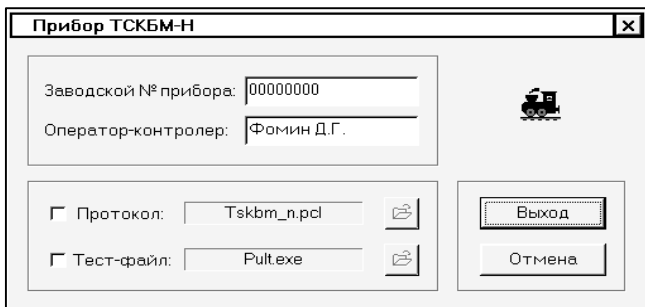 Прибор ТСКБМ-Н
Заводской № прибора: 00000000
Оператор-контролер: Фомин Д.Г.
Протокол: Tskbm_n.pcl
Тест-файл: Pult.exe
Выход
Отмена